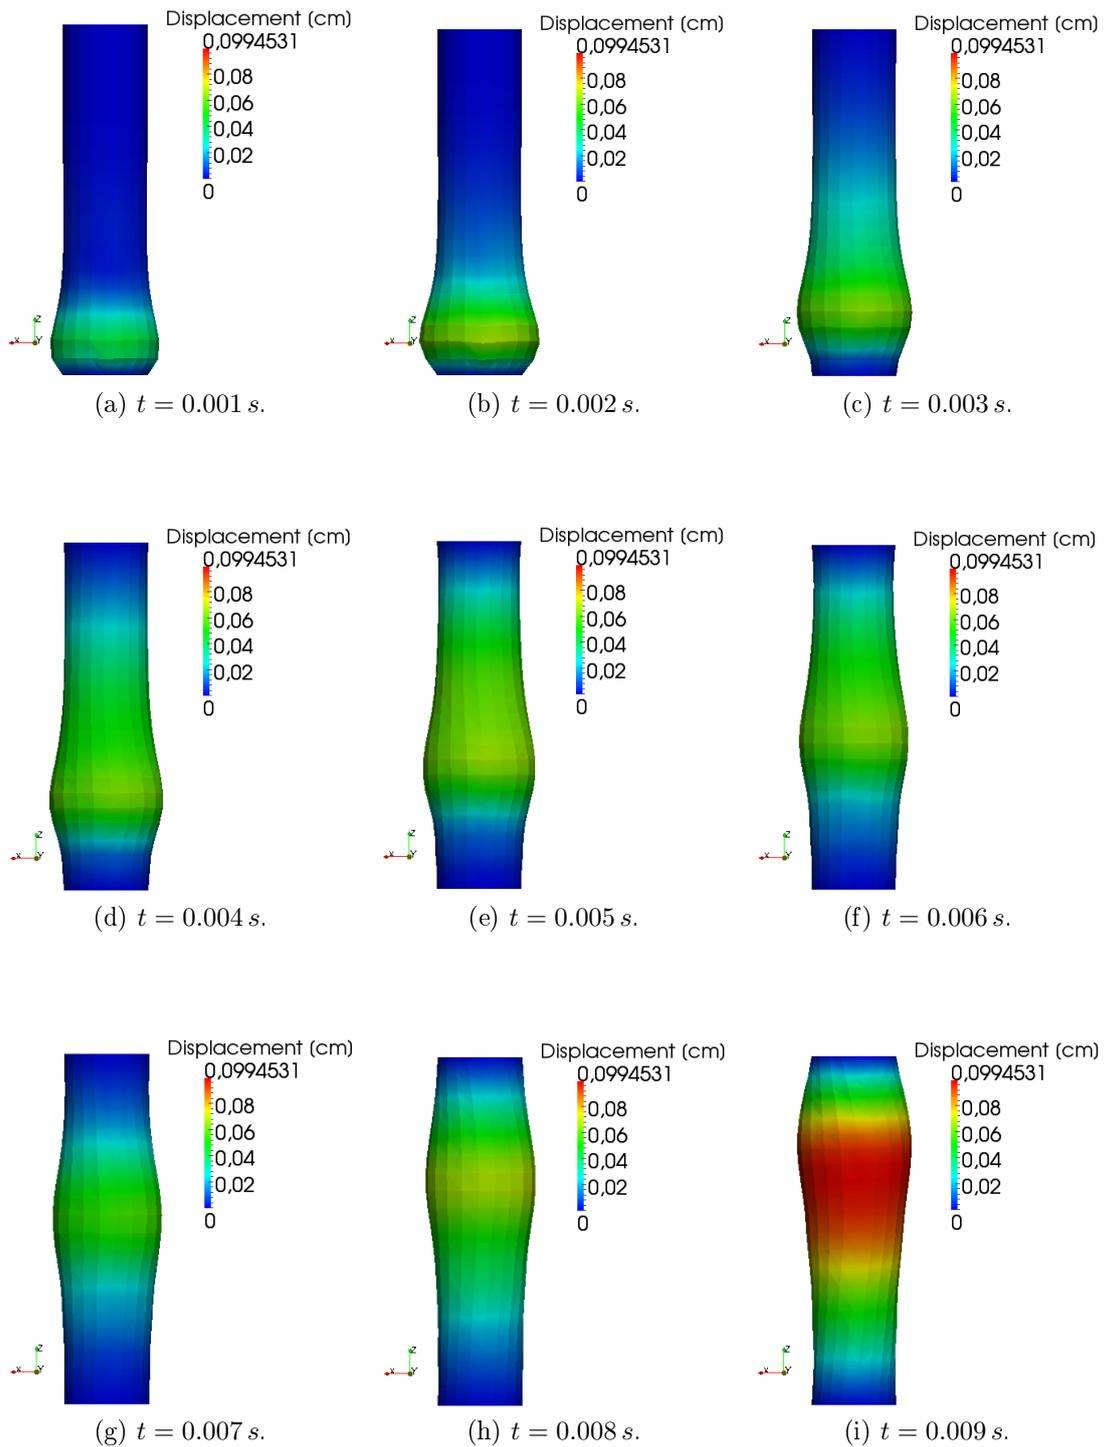 Displacement (cm)
0,0994531
0,08
0,06
0,04
0,02
0
z
x
Y
(a) t = 0.001 s.
Displacement (cm)
0,0994531
0,08
0,06
0,04
0,02
0
z
x
Y
(b) t = 0.002 s.
Displacement (cm)
0,0994531
0,08
0,06
0,04
0,02
0
z
x
Y
(c) t = 0.003 s.
Displacement (cm)
0,0994531
0,08
0,06
0,04
0,02
0
z
x
Y
(d) t = 0.004 s.
Displacement (cm)
0,0994531
0,08
0,06
0,04
0,02
0
z
x
Y
(e) t = 0.005 s.
Displacement (cm)
0,0994531
0,08
0,06
0,04
0,02
0
z
x
Y
(f) t = 0.006 s.
Displacement (cm)
0,0994531
0,08
0,06
0,04
0,02
0
z
x
Y
(g) t = 0.007 s.
Displacement (cm)
0,0994531
0,08
0,06
0,04
0,02
0
z
x
Y
(h) t = 0.008 s.
Displacement (cm)
0,0994531
0,08
0,06
0,04
0,02
0
z
x
Y
(i) t = 0.009 s.